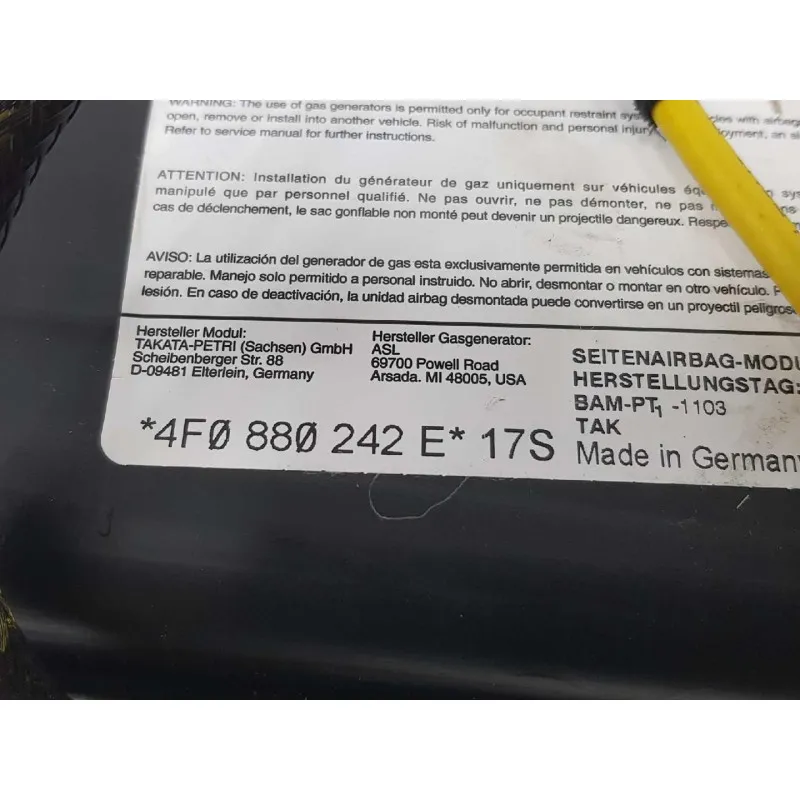 WARNING: The use of gas generators is permitted only for occupant restraint with airbag
open, remove or install into another vehicle. Risk of malfunction and personal injury an
Refer to service manual for further instructions.
ATTENTION: Installation du générateur de gaz uniquement sur véhicules
manipulé que par personnel qualifié. Ne pas ouvrir, ne pas démonter, ne pas
cas de déclenchement, le sac gonflable non monté peut devenir un projectile dangereux.
AVISO: La utilización del generador de gas esta exclusivamente permitida en vehículos con sistemas
reparable. Manejo solo permitido a personal instruido. No abrir, desmontar o montar en otro vehículo.
lesión. En caso de deactivación, la unidad airbag desmontada puede convertirse en un proyectil peligros
Hersteller Modul:
TAKATA-PETRI (Sachsen) GmbH
Scheibenberger Str. 88
D-09481 Elterlein, Germany
Hersteller Gasgenerator:
ASL
69700 Powell Road
Arsada. MI 48005, USA
SEITENAIRBAG-MODU
HERSTELLUNGSTAG:
BAM-PT₁ -1103
TAK
Made in Germany
*4F0 880 242 E* 17S